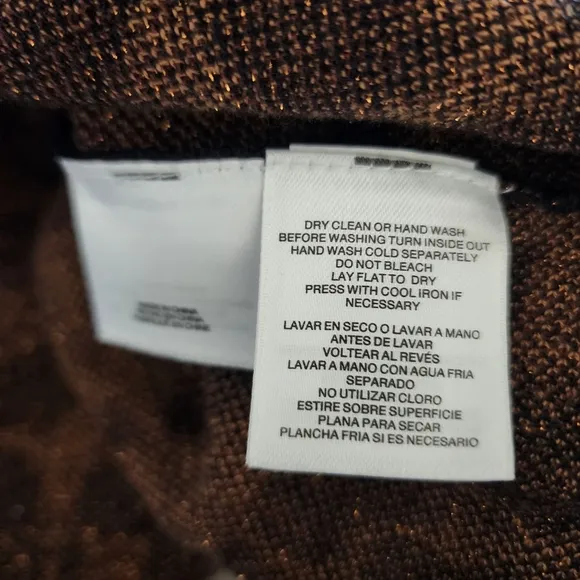 DRY CLEAN OR HAND WASH
BEFORE WASHING TURN INSIDE OUT
HAND WASH COLD SEPARATELY
DO NOT BLEACH
LAY FLAT TO DRY
PRESS WITH COOL IRON IF
NECESSARY
LAVAR EN SECO O LAVAR A MANO
ANTES DE LAVAR
VOLTEAR AL REVÉS
LAVAR A MANO CON AGUA FRIA
SEPARADO
NO UTILIZAR CLORO
ESTIRE SOBRE SUPERFICIE
PLANA PARA SECAR
PLANCHA FRIA SI ES NECESARIO